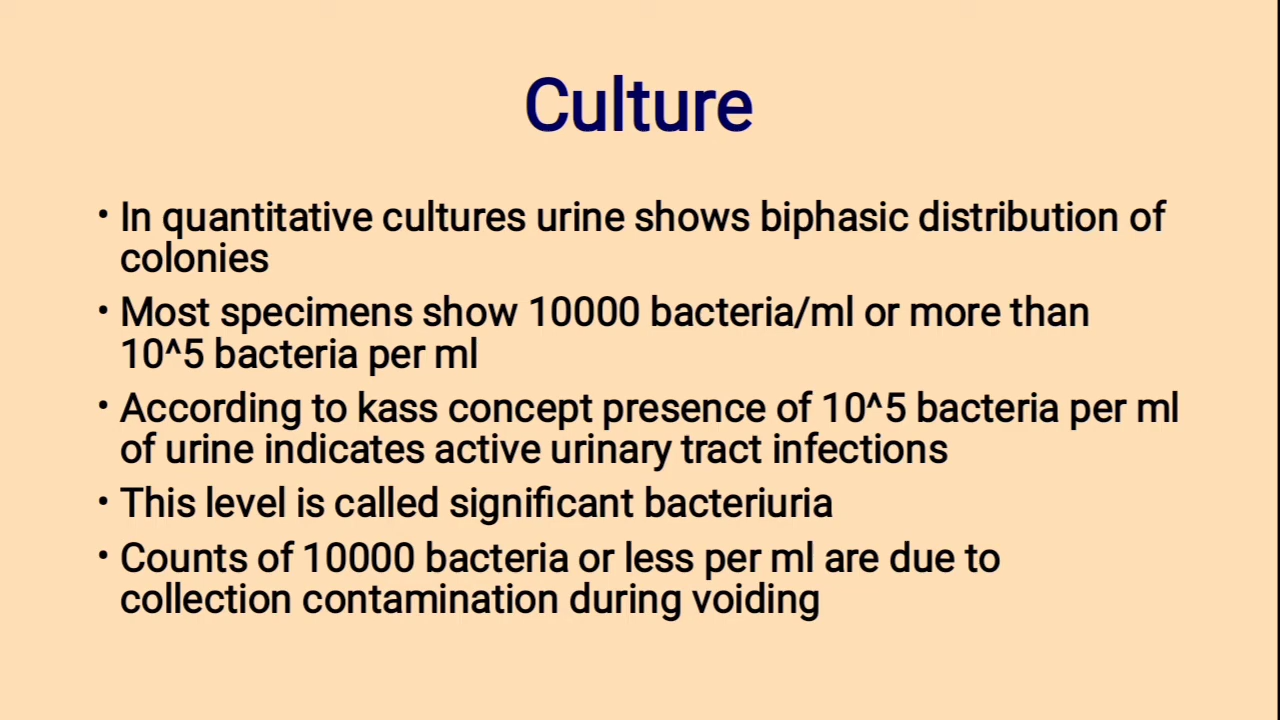 Culture
• In quantitative cultures urine shows biphasic distribution of
colonies
• Most specimens show 10000 bacteria/ml or more than
10^5 bacteria per ml
• According to kass concept presence of 10^5 bacteria per ml
of urine indicates active urinary tract infections
• This level is called significant bacteriuria
• Counts of 10000 bacteria or less per ml are due to
collection contamination during voiding